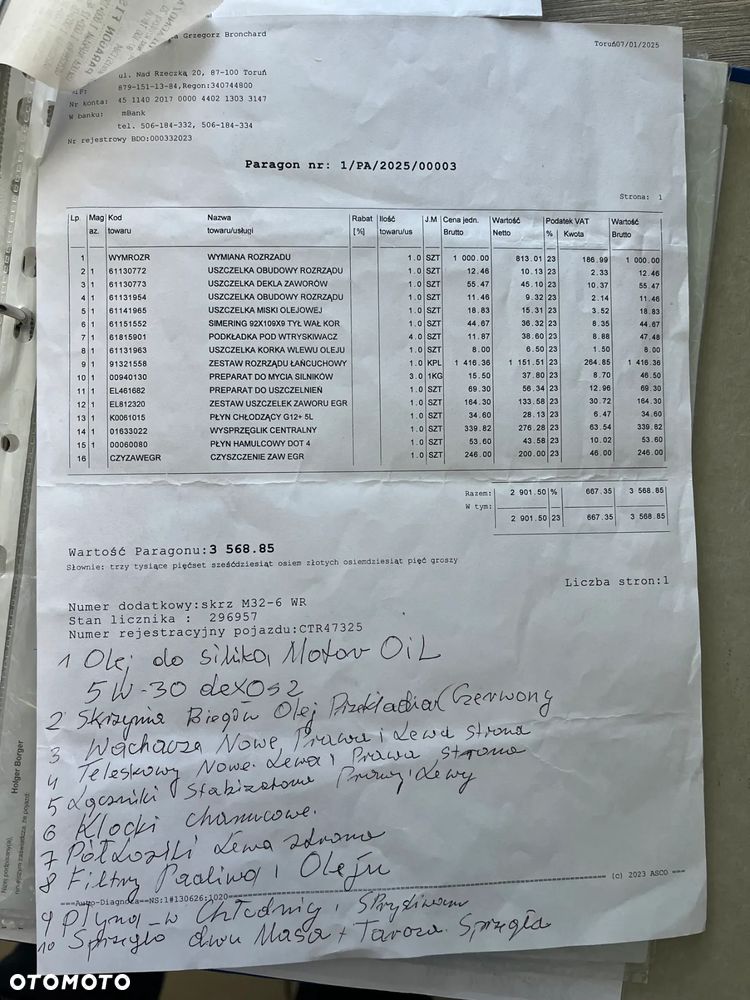 PARAGON FIS
Grzegorz Bronchard
Toruń07/01/2025
ul. Nad Rzeczką 20, 87-100 Toruń
879-151-13-84,Regon:340744800
Nr konta: 45 1140 2017 0000 4402 1303 3147
W banku: mBank
tel. 506-184-332, 506-184-334
Nr rejestrowy BDO:000332023
Paragon nr: 1/PA/2025/00003
Strona: 1
Lp. Mag Kod Nazwa Rabat Ilość J.M Cena jedn. Wartość Podatek VAT Wartość
az. towaru towaru/usługi [%] towaru/us Brutto Netto % Kwota Brutto
1 WYMROZR WYMIANA ROZRZADU 1.0 SZT 1 000.00 813.01 23 186.99 1 000.00
2 1 61130772 USZCZELKA OBUDOWY ROZRZĄDU 1.0 SZT 12.46 10.13 23 2.33 12.46
3 1 61130773 USZCZELKA DEKLA ZAWORÓW 1.0 SZT 55.47 45.10 23 10.37 55.47
4 1 61131954 USZCZELKA OBUDOWY ROZRZĄDU 1.0 SZT 11.46 9.32 23 2.14 11.46
5 1 61141965 USZCZELKA MISKI OLEJOWEJ 1.0 SZT 18.83 15.31 23 3.52 18.83
6 1 61151552 SIMERING 92X109X9 TYŁ WAŁ KOR 1.0 SZT 44.67 36.32 23 8.35 44.67
7 1 61815901 PODKŁADKA POD WTRYSKIWACZ 4.0 SZT 11.87 38.60 23 8.88 47.48
8 1 61131963 USZCZELKA KORKA WLEWU OLEJU 1.0 SZT 8.00 6.50 23 1.50 8.00
9 1 91321558 ZESTAW ROZRZĄDU ŁAŃCUCHOWY 1.0 KPL 1 416.36 1 151.51 23 264.85 1 416.36
10 1 00940130 PREPARAT DO MYCIA SILNIKÓW 3.0 1KG 15.50 37.80 23 8.70 46.50
11 1 EL461682 PREPARAT DO USZCZELNIEŃ 1.0 SZT 69.30 56.34 23 12.96 69.30
12 1 EL812320 ZESTAW USZCZELEK ZAWORU EGR 1.0 SZT 164.30 133.58 23 30.72 164.30
13 1 K0061015 PŁYN CHŁODZĄCY G12+ 5L 1.0 SZT 34.60 28.13 23 6.47 34.60
14 1 01633022 WYSPRZĘGLIK CENTRALNY 1.0 SZT 339.82 276.28 23 63.54 339.82
15 1 00060080 PŁYN HAMULCOWY DOT 4 1.0 SZT 53.60 43.58 23 10.02 53.60
16 CZYZAWEGR CZYSZCZENIE ZAW EGR 1.0 SZT 246.00 200.00 23 46.00 246.00
Razem: 2 901.50 % 667.35 3 568.85
W tym:
2 901.50 23 667.35 3 568.85
Wartość Paragonu:3 568.85
Słownie: trzy tysiące pięćset sześćdziesiąt osiem złotych osiemdziesiąt pięć groszy
Liczba stron:1
Numer dodatkowy:skrz M32-6 WR
Stan licznika : 296957
Numer rejestracyjny pojazdu:CTR47325
1 Olej do silika Motor OiL
5W-30 dexos2
2 Skrzynia Biegów Olej Przekladial Czerwony
3 Wachacza Nowe, Prawa i Lewa strona
4 Teleskowy Nowe. Lewa i Prawa strona
5 Łączniki Stabizatoma Prawy i Lewy
6 Klocki chamucowe.
7 Półkoski Lewa strona
8 Filtry Paaliwa i Oleju
(c) 2023 ASCO
===Auto-Diagnoza==NS:1#130626:1020
9 Plyna w Chłodnicy i SPryskiwam
10 Sprzęgło dwu Masa + Tarcza. Sprzęgła
Holger Borger
OTOMOTO